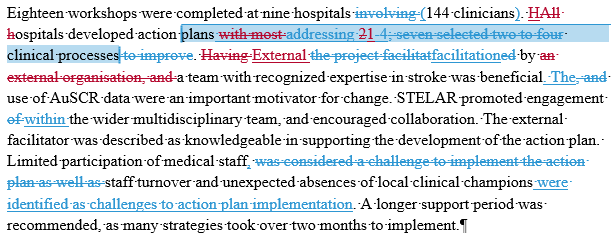 Eighteen workshops were completed at nine hospitals involving (144 clinicians). HAll
hospitals developed action plans with most addressing 21-4; seven selected two to four
clinical processes to improve. Having External the project facilitatfacilitationed by an
external organisation, and a team with recognized expertise in stroke was beneficial. The, and
use of AuSCR data were an important motivator for change. STELAR promoted engagement
of within the wider multidisciplinary team, and encouraged collaboration. The external
facilitator was described as knowledgeable in supporting the development of the action plan.
Limited participation of medical staff, was considered a challenge to implement the action
plan as well as staff turnover and unexpected absences of local clinical champions were
identified as challenges to action plan implementation. A longer support period was
recommended, as many strategies took over two months to implement.¶